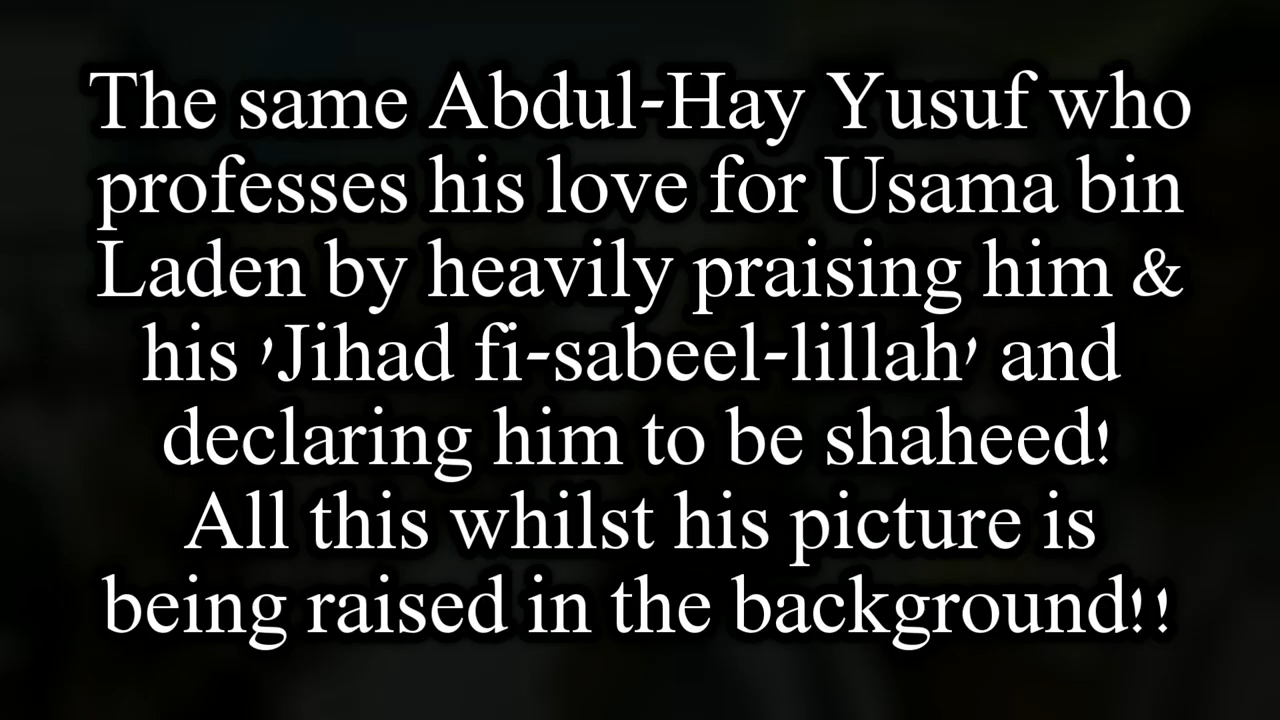 The same Abdul-Hay Yusuf who
professes his love for Usama bin
Laden by heavily praising him &
his 'Jihad fi-sabeel-lillah' and
declaring him to be shaheed!
All this whilst his picture is
being raised in the background!!